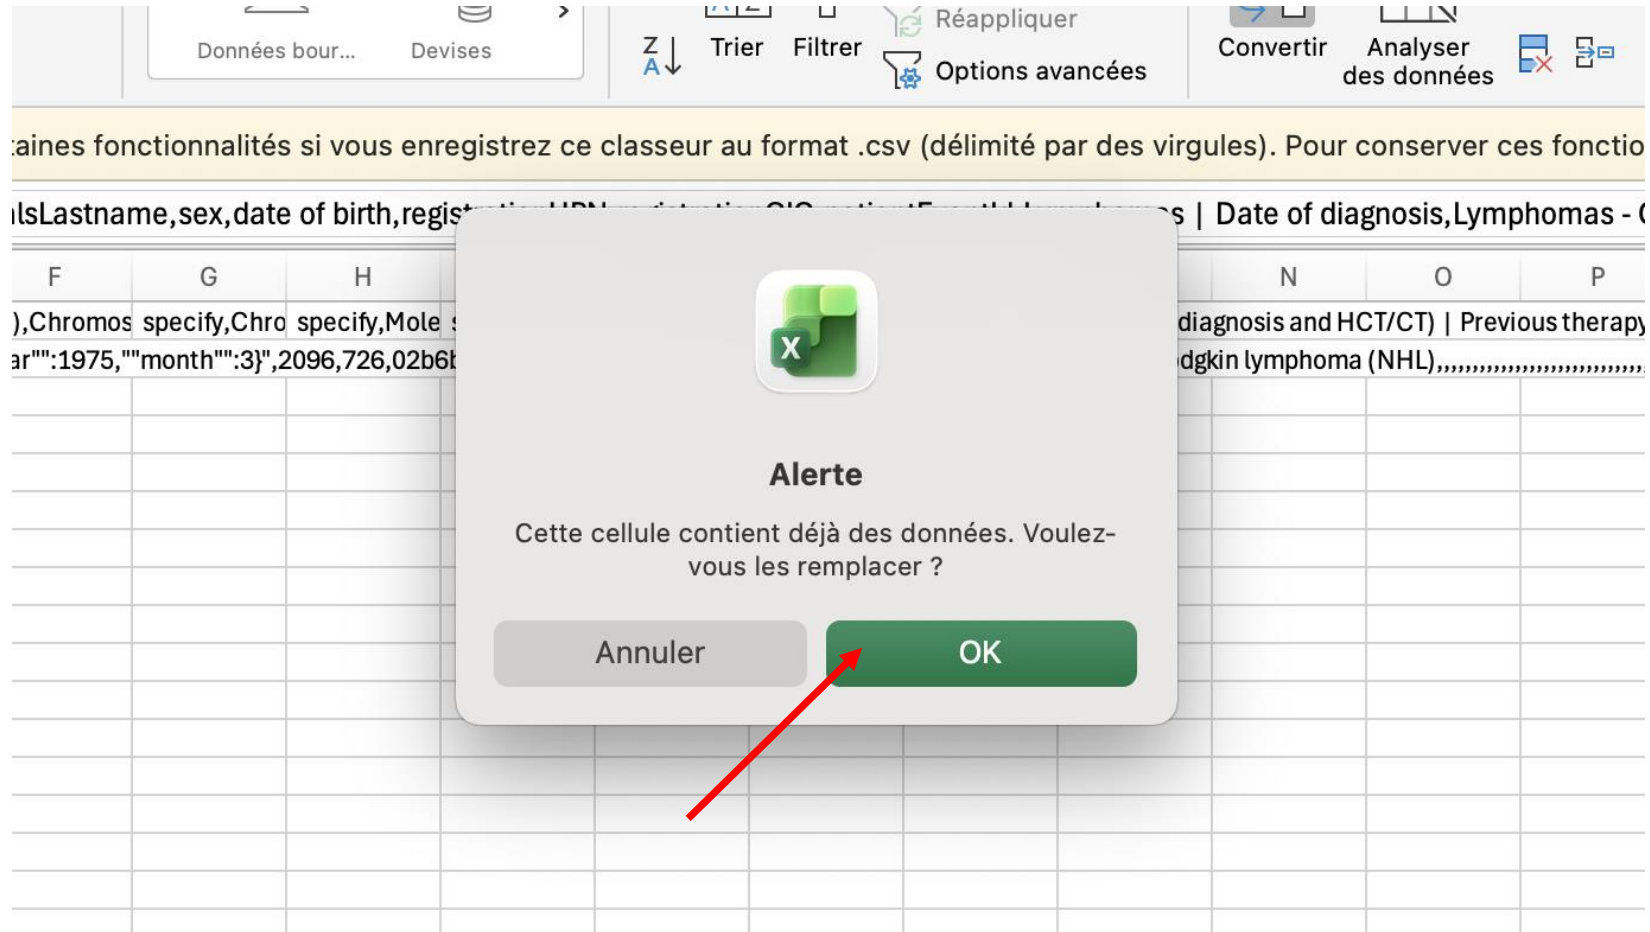 Réappliquer
Données bour... Devises
Z
A
Trier Filtrer
Options avancées
Convertir Analyser
des données
aines fonctionnalités si vous enregistrez ce classeur au format .csv (délimité par des virgules). Pour conserver ces fonctio
lsLastname,sex,date of birth,regis
s | Date of diagnosis,Lymphomas -
F G H N O P
),Chromos specify,Chro specify,Mole
diagnosis and HCT/CT) | Previous therapy
ar"":1975,""month"":3}",2096,726,02b6b
dgkin lymphoma (NHL),,,,,,,,,,,,,,,,,,,,,,,,,,,,,
X
Alerte
Cette cellule contient déjà des données. Voulez-
vous les remplacer ?
Annuler OK